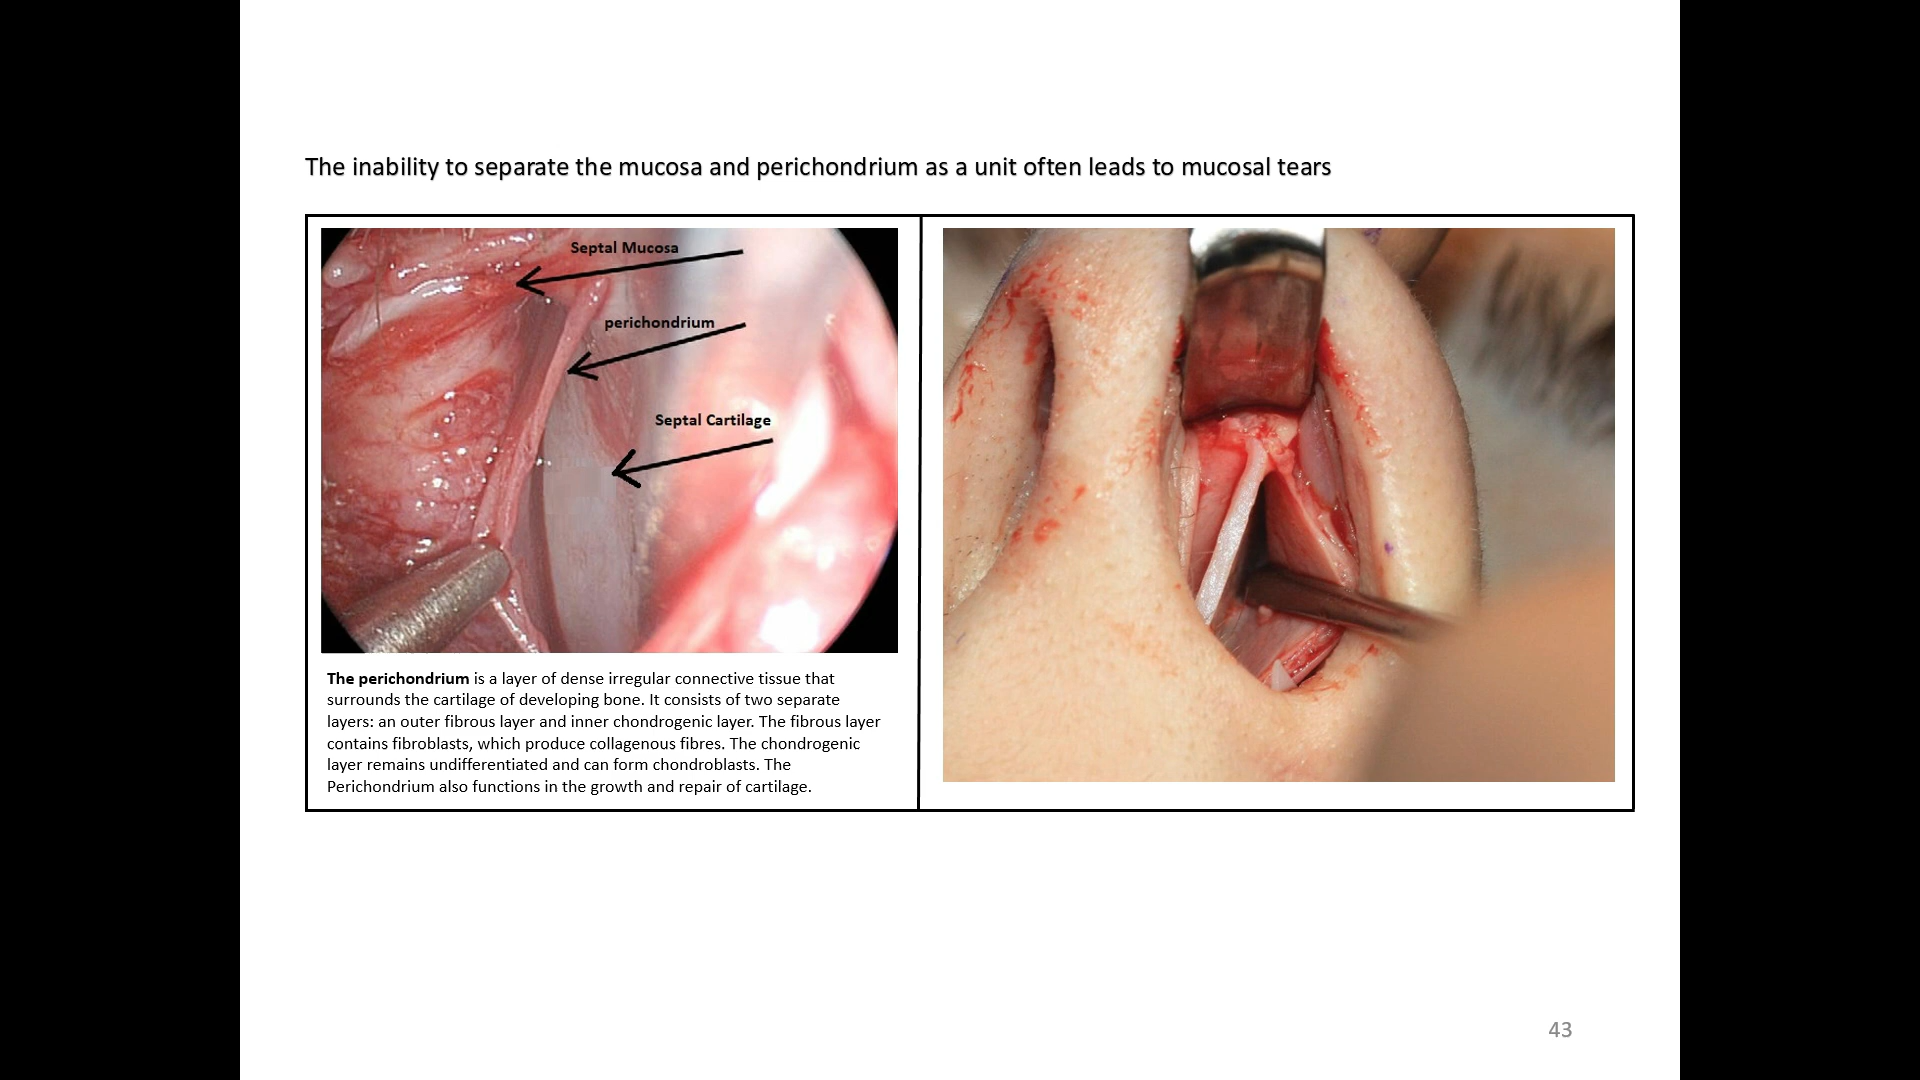 The inability to separate the mucosa and perichondrium as a unit often leads to mucosal tears
Septal Mucosa
perichondrium
Septal Cartilage
The perichondrium is a layer of dense irregular connective tissue that
surrounds the cartilage of developing bone. It consists of two separate
layers: an outer fibrous layer and inner chondrogenic layer. The fibrous layer
contains fibroblasts, which produce collagenous fibres. The chondrogenic
layer remains undifferentiated and can form chondroblasts. The
Perichondrium also functions in the growth and repair of cartilage.
43